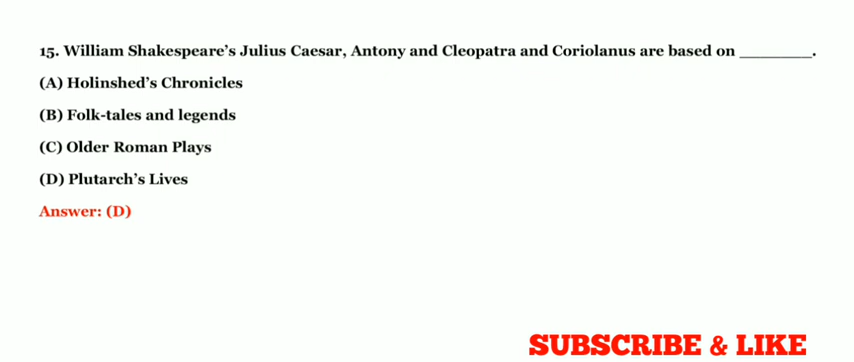 15. William Shakespeare’s Julius Caesar, Antony and Cleopatra and Coriolanus are based on ________.
(A) Holinshed’s Chronicles
(B) Folk-tales and legends
(C) Older Roman Plays
(D) Plutarch’s Lives
Answer: (D)
SUBSCRIBE & LIKE